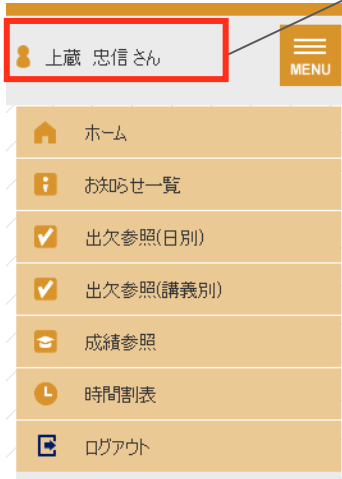 上蔵 忠信さん
MENU
ホーム
お知らせ一覧
出欠参照(日別)
出欠参照(講義別)
成績参照
時間割表
ログアウト